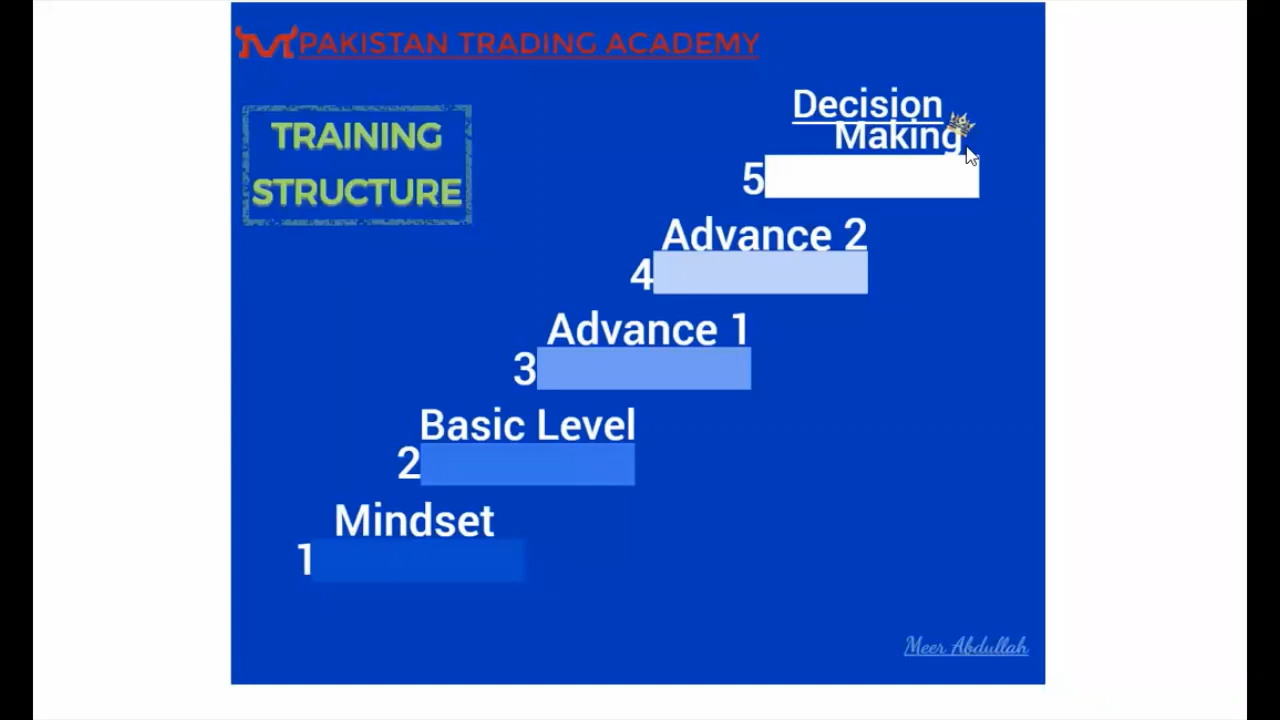 PAKISTAN TRADING ACADEMY
TRAINING
STRUCTURE
Decision
Making
5
Advance 2
4
Advance 1
3
Basic Level
2
Mindset
1
Meer Abdullah